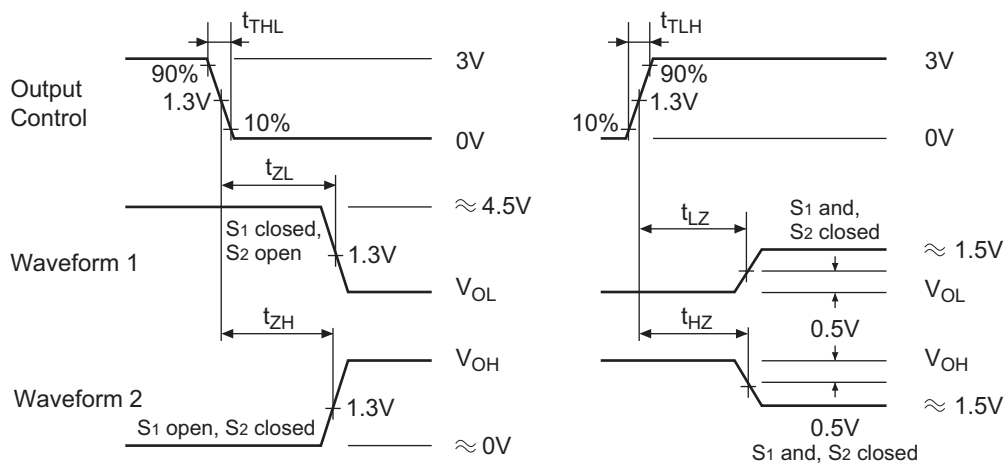 tTHL
tTLH
Output
Control
90%
1.3V
10%
3V
0V
90%
1.3V
10%
3V
0V
Waveform 1
tZL
≈ 4.5V
S1 closed,
S2 open
1.3V
VOL
tLZ
S1 and,
S2 closed
≈ 1.5V
VOL
0.5V
Waveform 2
tZH
VOH
1.3V
S1 open, S2 closed
≈ 0V
tHZ
VOH
≈ 1.5V
0.5V
S1 and, S2 closed